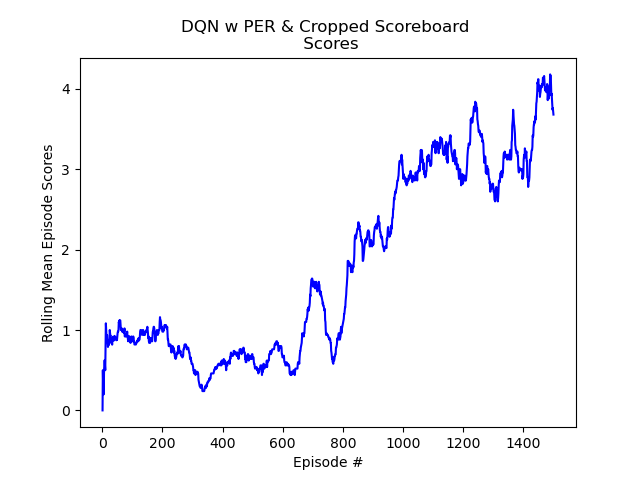 DQN w PER & Cropped Scoreboard
Scores
Rolling Mean Episode Scores
4
3
2
1
0
0 200 400 600 800 1000 1200 1400
Episode #